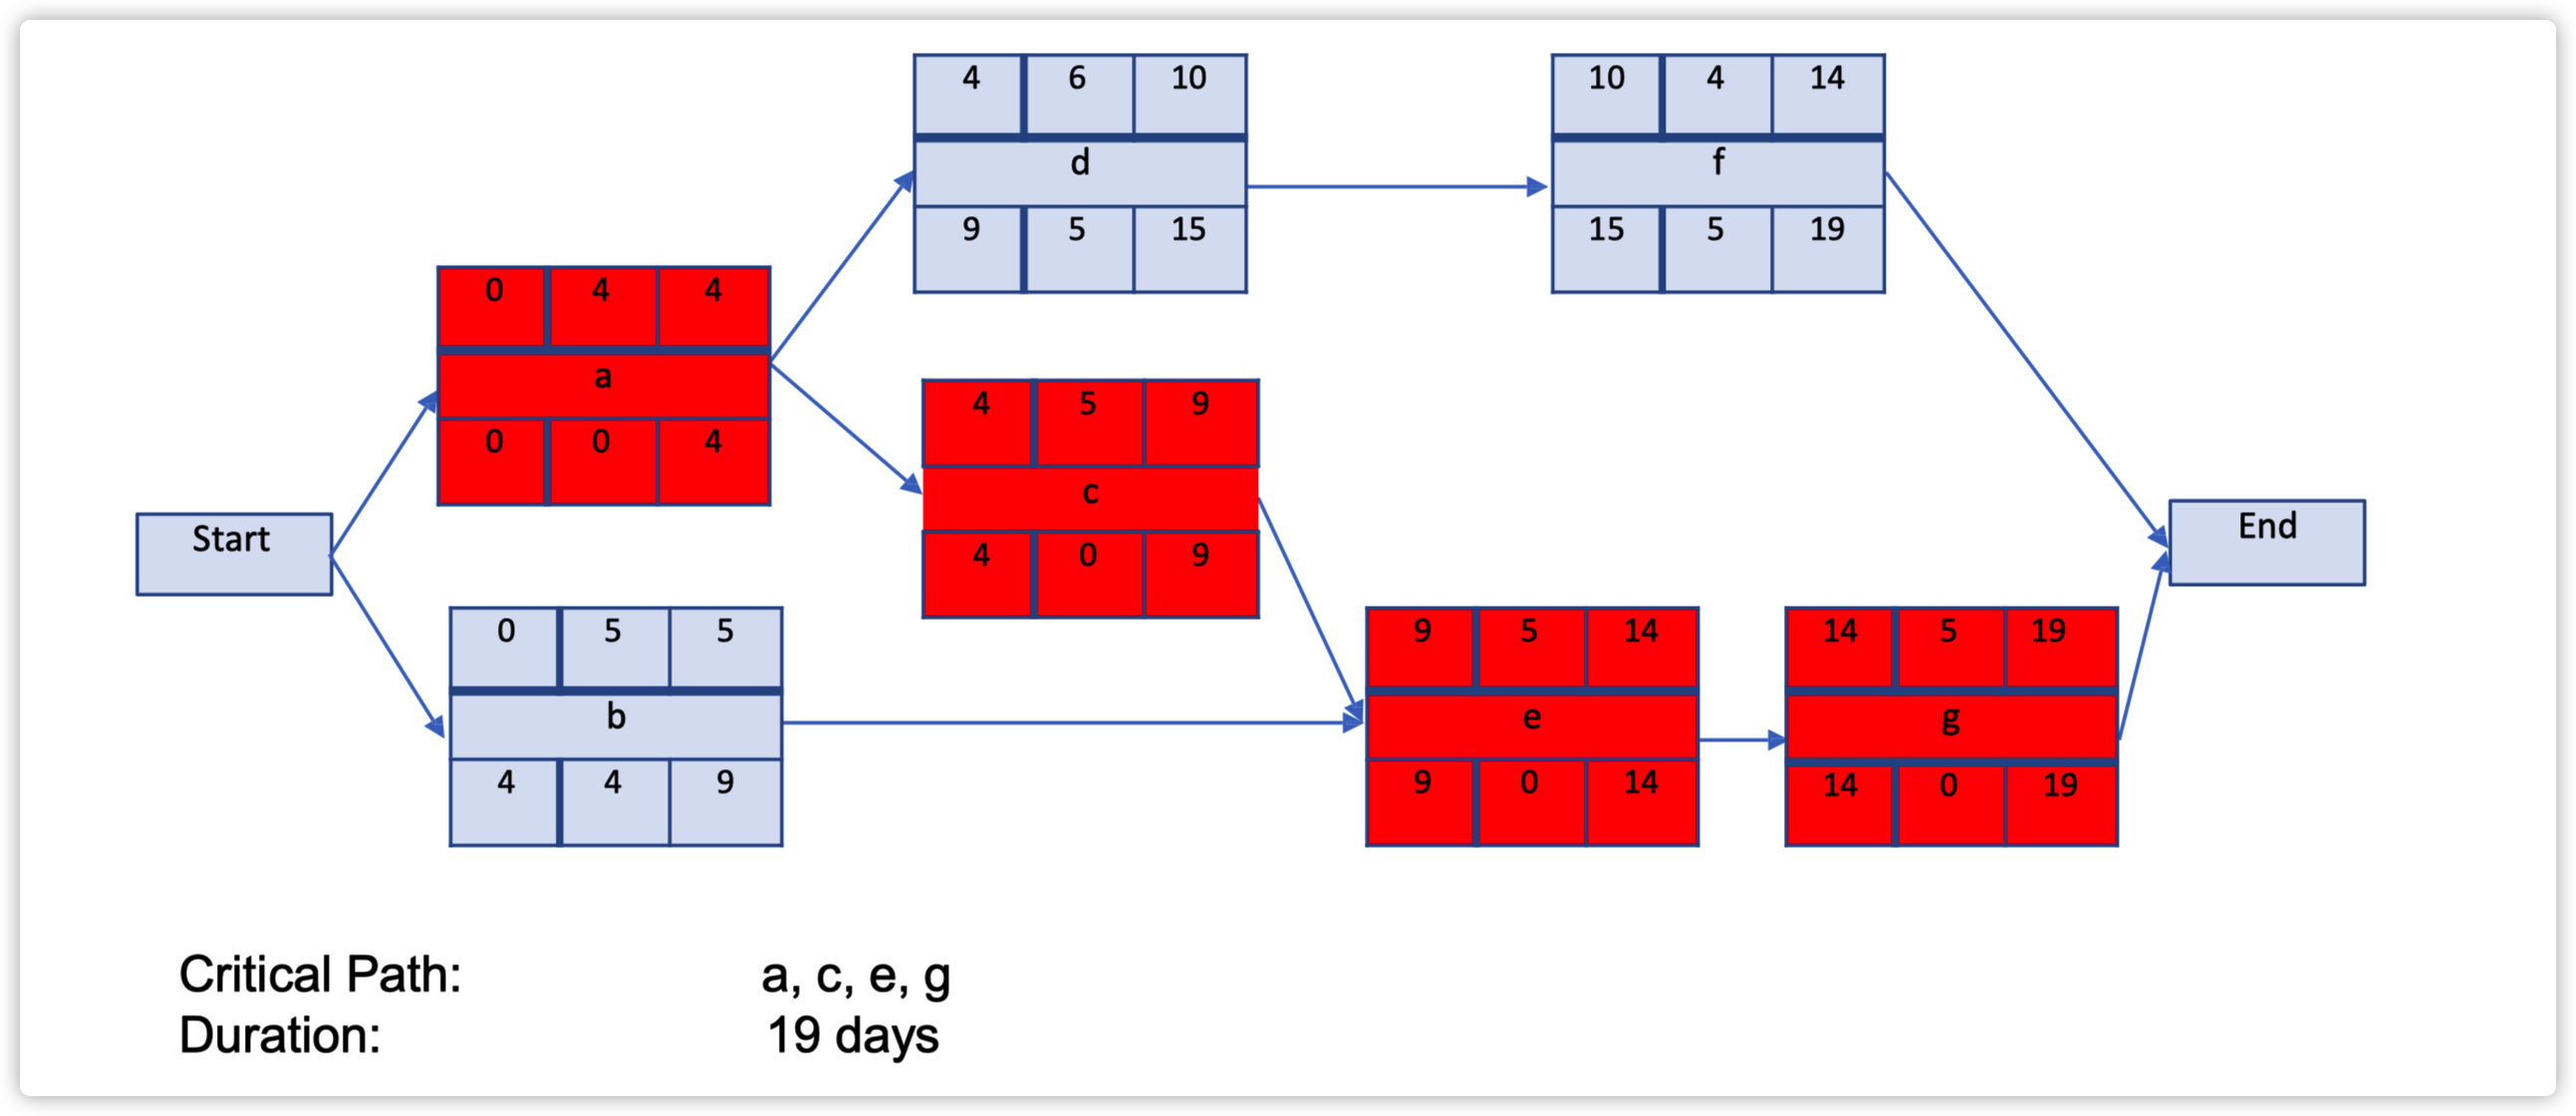 4 6 10
d
9 5 15
10 4 14
f
15 5 19
0 4 4
a
0 0 4
4 5 9
c
4 0 9
Start
End
0 5 5
b
4 4 9
9 5 14
e
9 0 14
14 5 19
g
14 0 19
Critical Path: a, c, e, g
Duration: 19 days